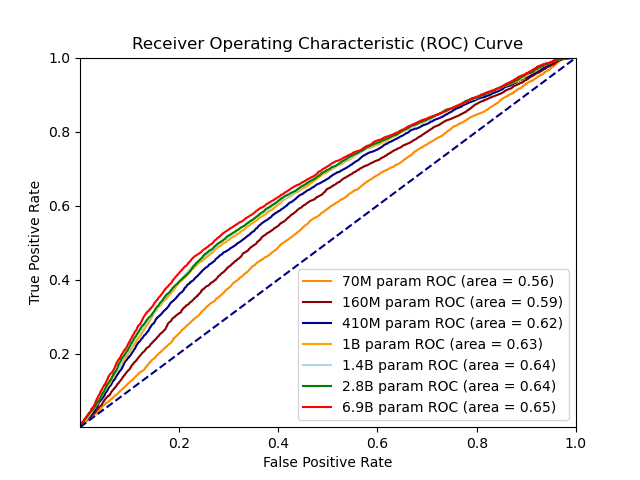 Receiver Operating Characteristic (ROC) Curve
True Positive Rate
1.0
0.8
0.6
0.4
0.2
70M param ROC (area = 0.56)
160M param ROC (area = 0.59)
410M param ROC (area = 0.62)
1B param ROC (area = 0.63)
1.4B param ROC (area = 0.64)
2.8B param ROC (area = 0.64)
6.9B param ROC (area = 0.65)
0.2 0.4 0.6 0.8 1.0
False Positive Rate